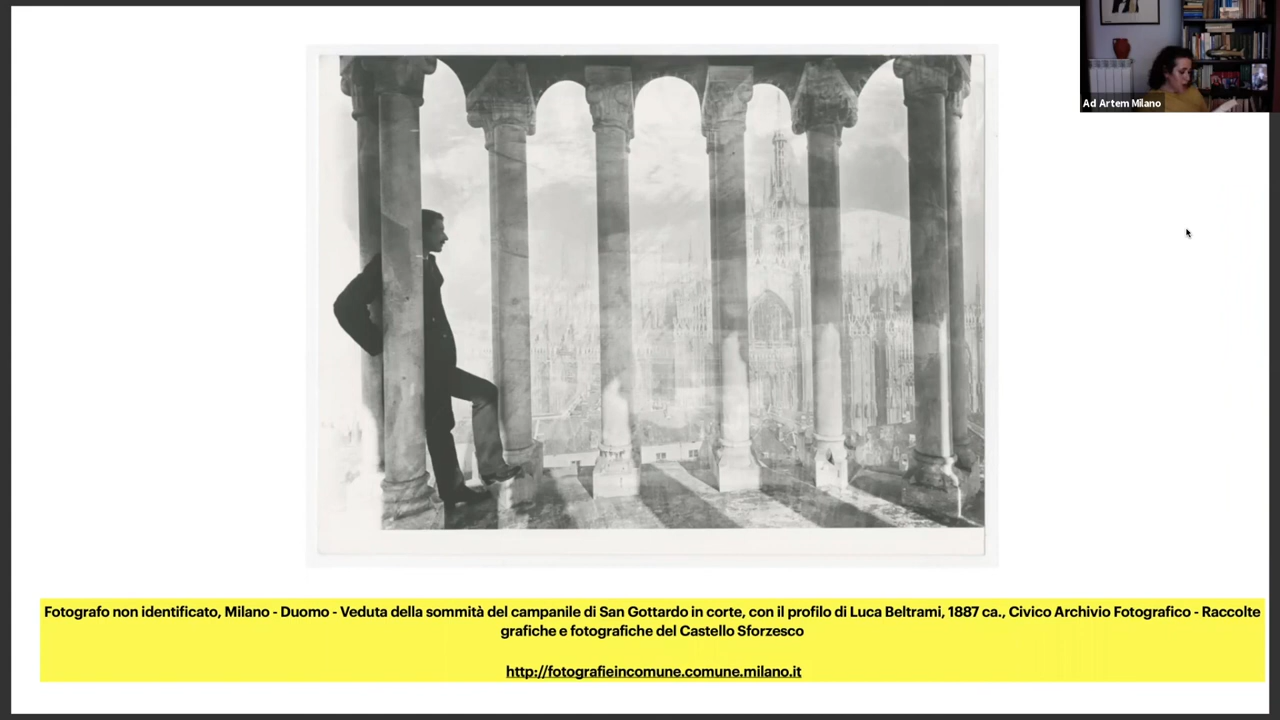 Ad Artem Milano
Fotografo non identificato, Milano - Duomo - Veduta della sommità del campanile di San Gottardo in corte, con il profilo di Luca Beltrami, 1887 ca., Civico Archivio Fotografico - Raccolte
grafiche e fotografiche del Castello Sforzesco
http://fotografieincomune.comune.milano.it